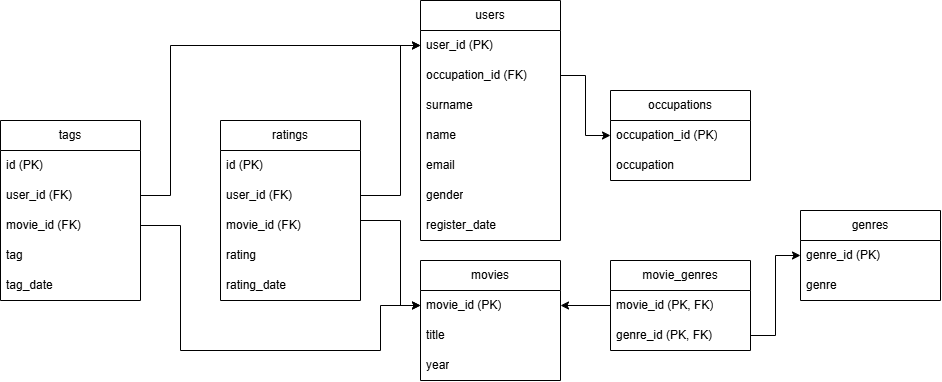 users
user_id (PK)
occupation_id (FK)
surname
name
email
gender
register_date
occupations
occupation_id (PK)
occupation
tags
id (PK)
user_id (FK)
movie_id (FK)
tag
tag_date
ratings
id (PK)
user_id (FK)
movie_id (FK)
rating
rating_date
genres
genre_id (PK)
genre
movies
movie_id (PK)
title
year
movie_genres
movie_id (PK, FK)
genre_id (PK, FK)